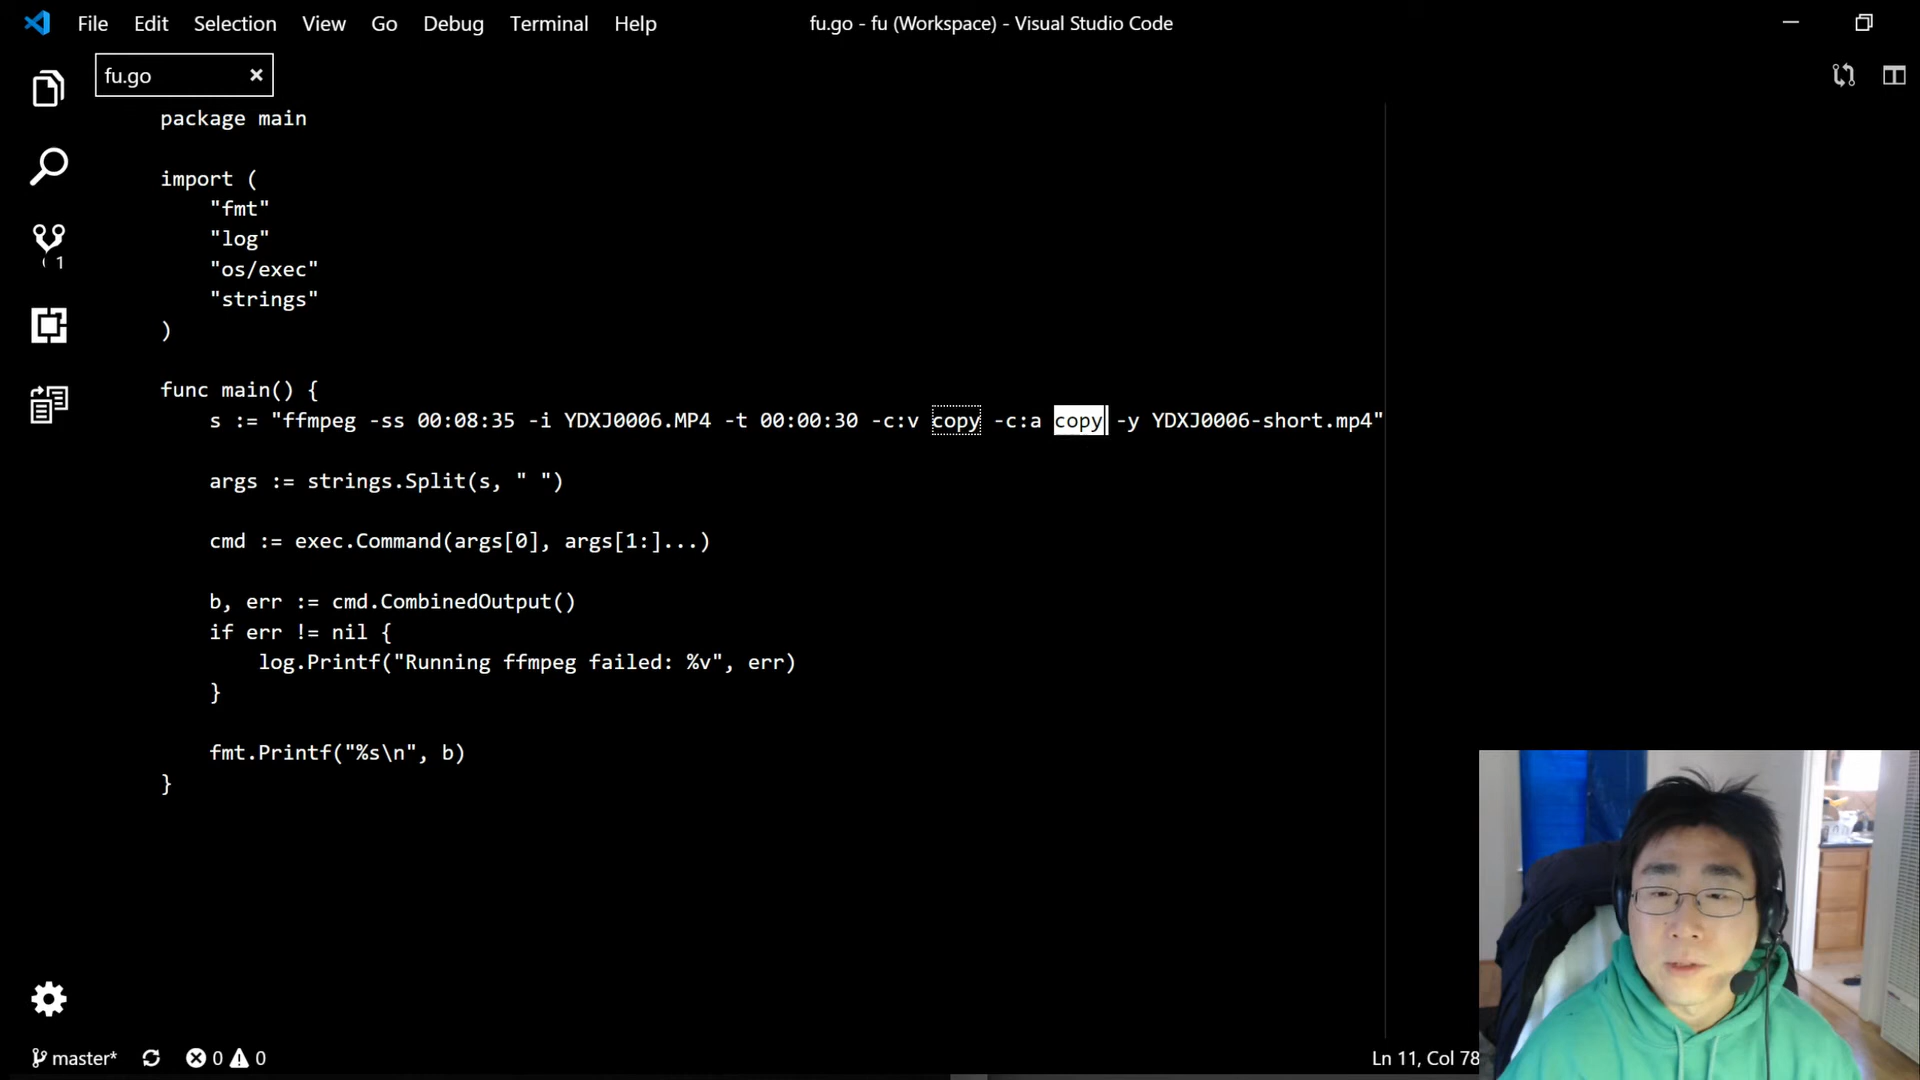 File Edit Selection View Go Debug Terminal Help fu.go - fu (Workspace) - Visual Studio Code
fu.go ×
package main
import (
"fmt"
"log"
"os/exec"
"strings"
)
func main() {
s := "ffmpeg -ss 00:08:35 -i YDXJ0006.MP4 -t 00:00:30 -c:v copy -c:a copy -y YDXJ0006-short.mp4"
args := strings.Split(s, " ")
cmd := exec.Command(args[0], args[1:]...)
b, err := cmd.CombinedOutput()
if err != nil {
log.Printf("Running ffmpeg failed: %v", err)
}
fmt.Printf("%s\n", b)
}
1
master* 0 0 Ln 11, Col 78